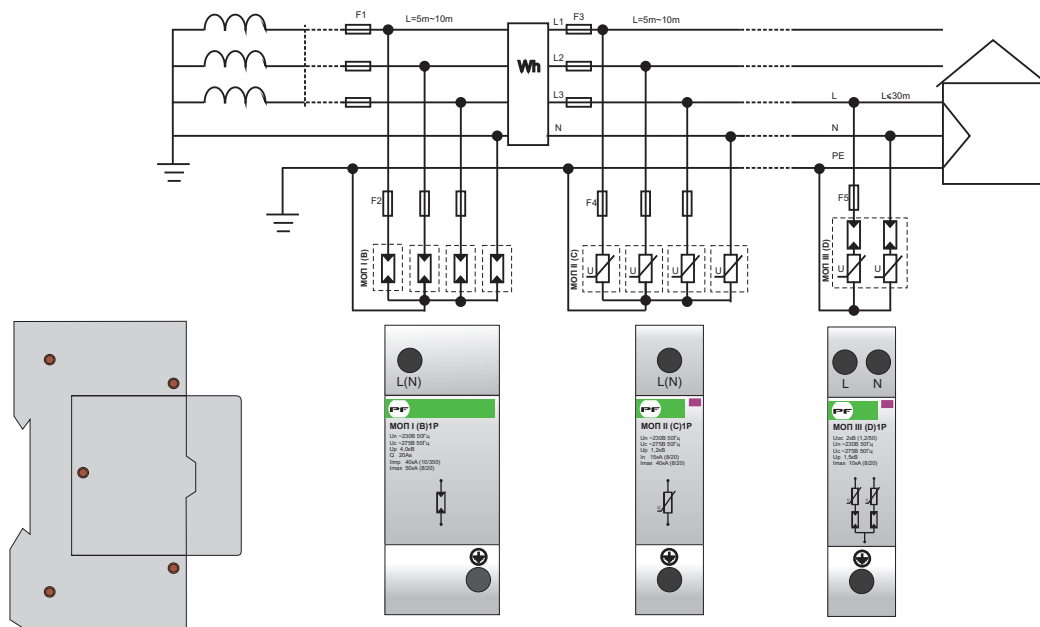 F1
L=5m~10m
L1
F3
L=5m~10m
Wh
L2
L3
L
L⩽30m
N
N
PE
F2
F4
F5
МОП I (B)
U
U
U
U
МОП II (C)
U
U
МОП III (D)
L(N)
PF
МОП I (B)1P
Un ~230В 50Гц
Uc ~275В 50Гц
Up 4,0кВ
Q 20As
Iimp 40кА (10/350)
Imax 50кА (8/20)
L(N)
PF
МОП II (C)1P
Un ~230В 50Гц
Uc ~275В 50Гц
Up 1,2кВ
In 15кА (8/20)
Imax 40кА (8/20)
L N
PF
МОП III (D)1P
Uoc 2кВ (1,2/50)
Un ~230В 50Гц
Uc ~275В 50Гц
Up 1,5кВ
Imax 10кА (8/20)